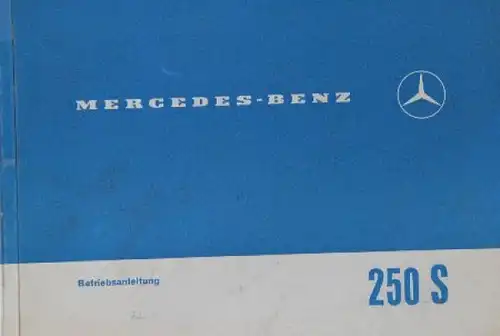 MERCEDES-BENZ
Betriebsanleitung
250 S